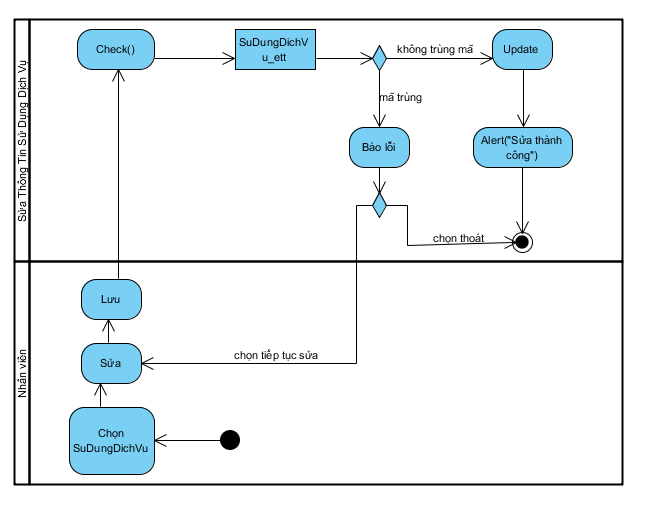 Sửa Thông Tin Sử Dụng Dich Vụ
Check()
SuDungDichV
u_ett
không trùng mã
Update
mã trùng
Báo lỗi
Alert("Sửa thành
công")
chọn thoát
Nhân viên
Lưu
Sửa
chọn tiếp tục sửa
Chọn
SuDungDichVu